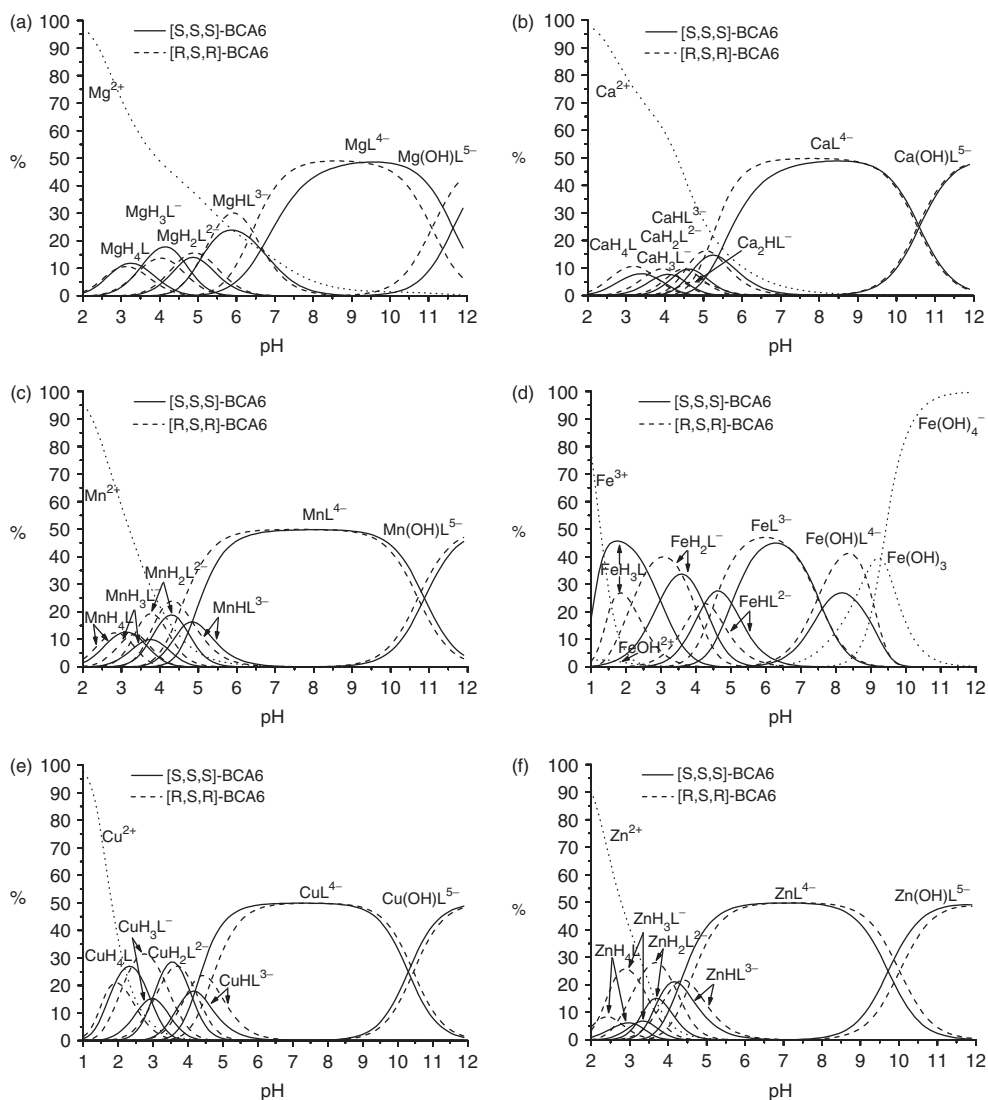 (a)
100
90
80
70
60
50
40
30
20
10
0
%
[S,S,S]-BCA6
[R,S,R]-BCA6
Mg²⁺
MgH₄L
MgH₃L⁻
MgH₂L²⁻
MgHL³⁻
MgL⁴⁻
Mg(OH)L⁵⁻
2 3 4 5 6 7 8 9 10 11 12
pH
(b)
100
90
80
70
60
50
40
30
20
10
0
%
[S,S,S]-BCA6
[R,S,R]-BCA6
Ca²⁺
CaHL³⁻
CaH₂L²⁻
CaH₄L
CaH₃L⁻
Ca₂HL⁻
CaL⁴⁻
Ca(OH)L⁵⁻
2 3 4 5 6 7 8 9 10 11 12
pH
(c)
100
90
80
70
60
50
40
30
20
10
0
%
[S,S,S]-BCA6
[R,S,R]-BCA6
Mn²⁺
MnH₂L²⁻
MnH₃L⁻
MnH₄L
MnHL³⁻
MnL⁴⁻
Mn(OH)L⁵⁻
2 3 4 5 6 7 8 9 10 11 12
pH
(d)
100
90
80
70
60
50
40
30
20
10
0
%
[S,S,S]-BCA6
[R,S,R]-BCA6
Fe³⁺
FeH₃L
FeOH²⁺
FeH₂L⁻
FeHL²⁻
FeL³⁻
Fe(OH)L⁴⁻
Fe(OH)₃
Fe(OH)₄⁻
1 2 3 4 5 6 7 8 9 10 11 12
pH
(e)
100
90
80
70
60
50
40
30
20
10
0
%
[S,S,S]-BCA6
[R,S,R]-BCA6
Cu²⁺
CuH₃L⁻
CuH₄L
CuH₂L²⁻
CuHL³⁻
CuL⁴⁻
Cu(OH)L⁵⁻
1 2 3 4 5 6 7 8 9 10 11 12
pH
(f)
100
90
80
70
60
50
40
30
20
10
0
%
[S,S,S]-BCA6
[R,S,R]-BCA6
Zn²⁺
ZnH₃L⁻
ZnH₂L²⁻
ZnH₄L
ZnHL³⁻
ZnL⁴⁻
Zn(OH)L⁵⁻
2 3 4 5 6 7 8 9 10 11 12
pH